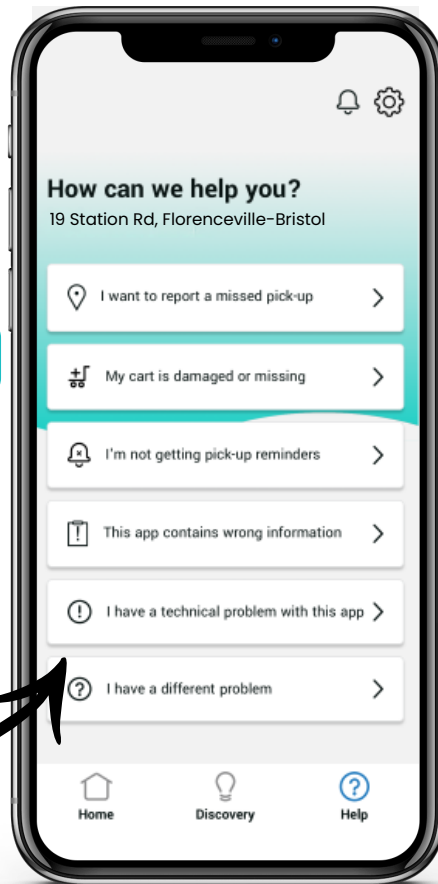 How can we help you?
19 Station Rd, Florenceville-Bristol
I want to report a missed pick-up
My cart is damaged or missing
I'm not getting pick-up reminders
This app contains wrong information
I have a technical problem with this app
I have a different problem
Home
Discovery
Help